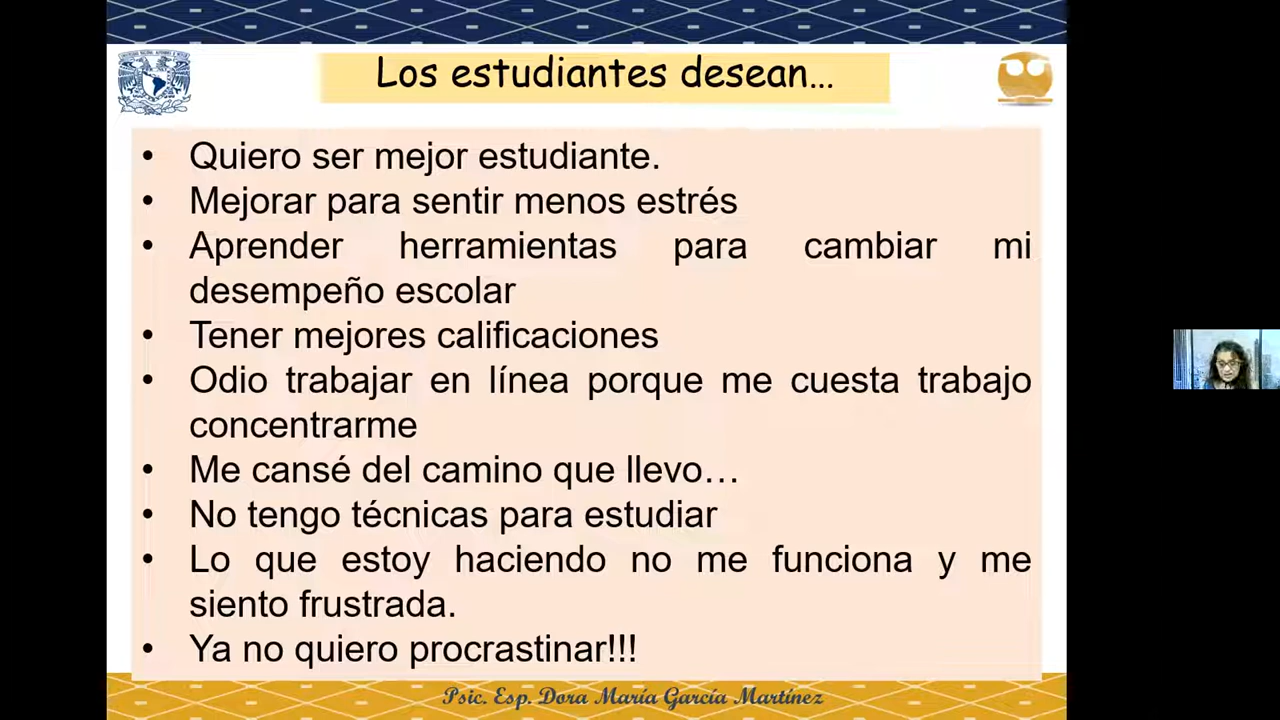 Los estudiantes desean...
• Quiero ser mejor estudiante.
• Mejorar para sentir menos estrés
• Aprender herramientas para cambiar mi
desempeño escolar
• Tener mejores calificaciones
• Odio trabajar en línea porque me cuesta trabajo
concentrarme
• Me cansé del camino que llevo…
• No tengo técnicas para estudiar
• Lo que estoy haciendo no me funciona y me
siento frustrada.
• Ya no quiero procrastinar!!!
Psic. Esp. Dora María García Martínez